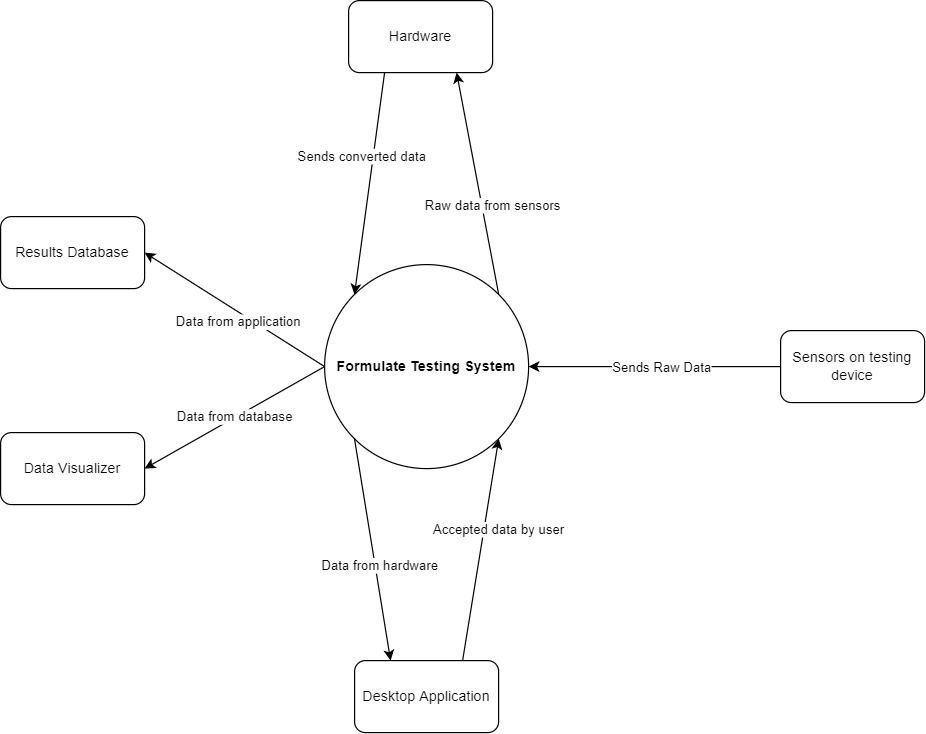 Hardware
Sends converted data
Raw data from sensors
Results Database
Data from application
Formulate Testing System
Sends Raw Data
Sensors on testing
device
Data from database
Data Visualizer
Accepted data by user
Data from hardware
Desktop Application